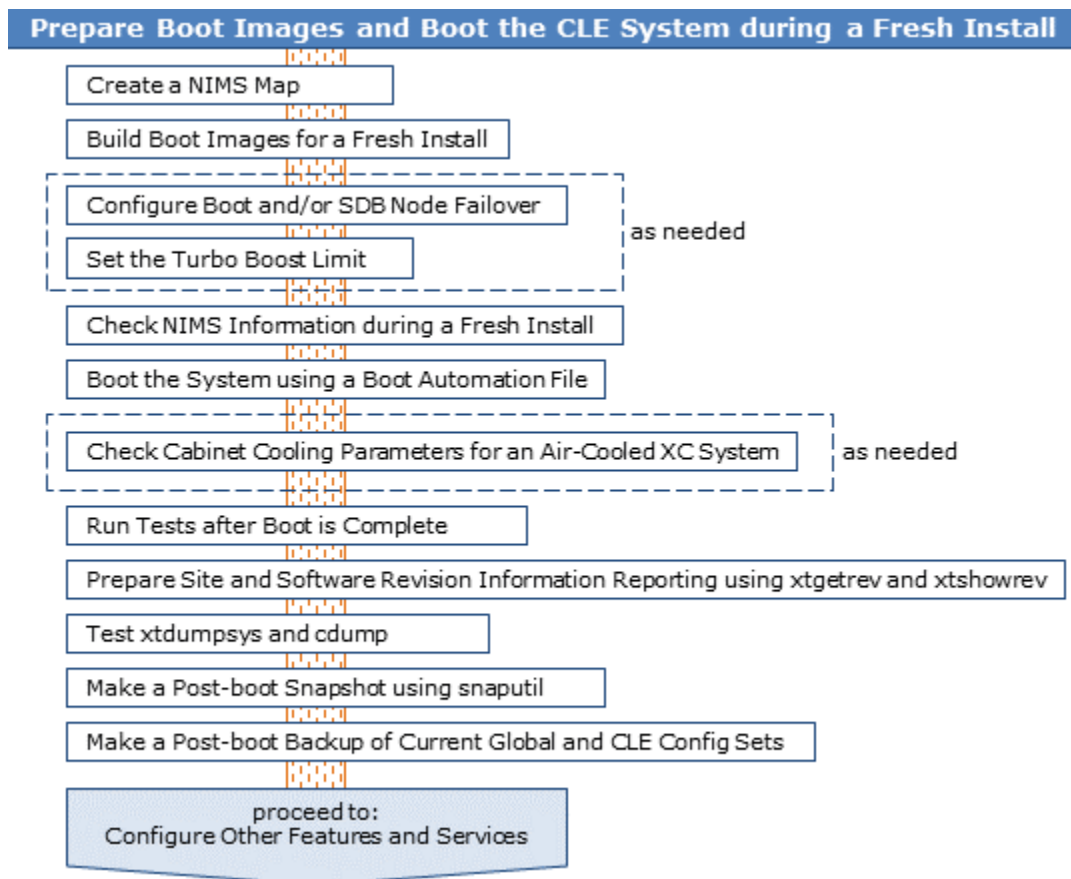 Prepare Boot Images and Boot the CLE System during a Fresh Install
Create a NIMS Map
Build Boot Images for a Fresh Install
Configure Boot and/or SDB Node Failover
Set the Turbo Boost Limit
as needed
Check NIMS Information during a Fresh Install
Boot the System using a Boot Automation File
Check Cabinet Cooling Parameters for an Air-Cooled XC System
as needed
Run Tests after Boot is Complete
Prepare Site and Software Revision Information Reporting using xtgetrev and xtshowrev
Test xtdumpsys and cdump
Make a Post-boot Snapshot using snaputil
Make a Post-boot Backup of Current Global and CLE Config Sets
proceed to:
Configure Other Features and Services